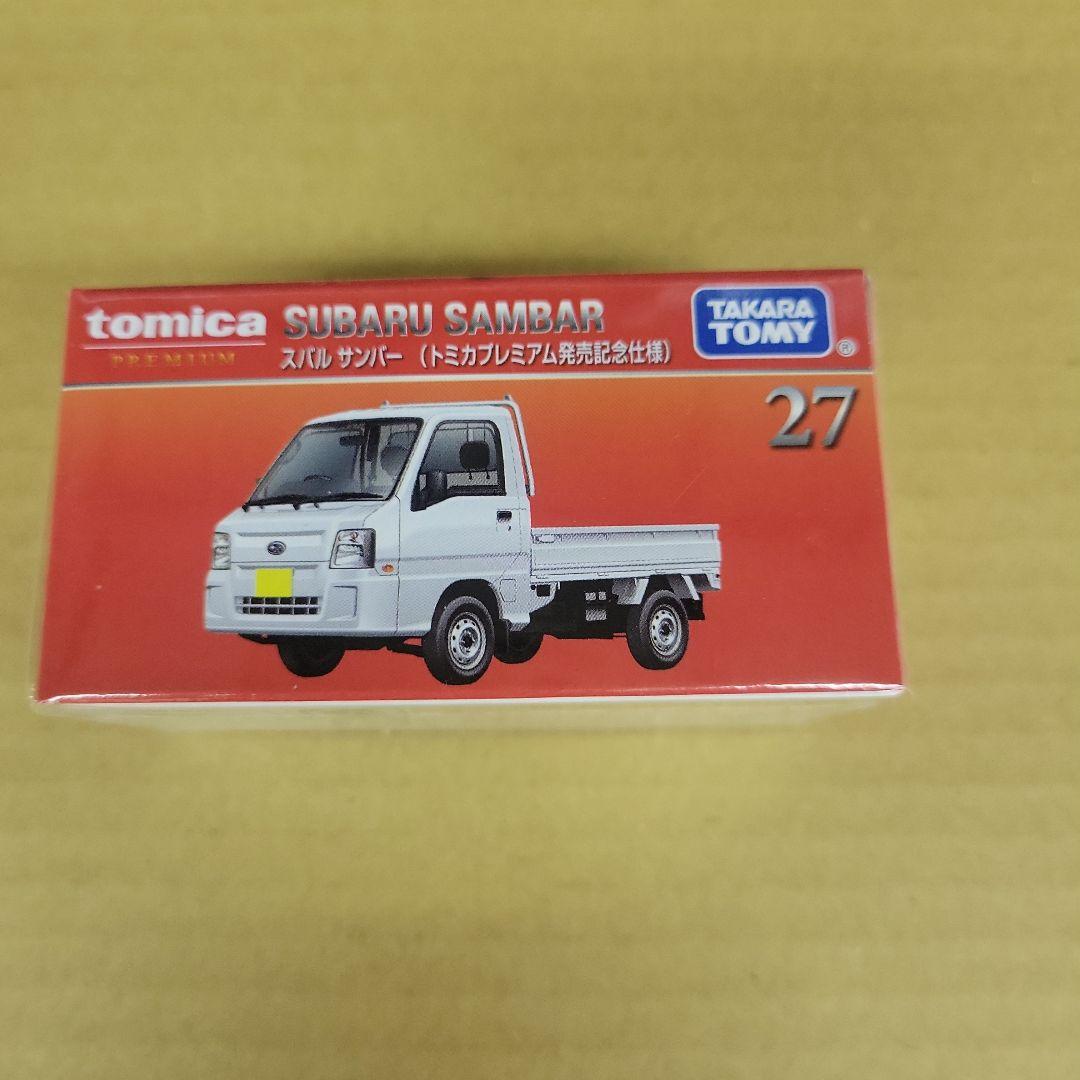 tomica
PREMIUM
SUBARU SAMBAR
スバル サンバー (トミカプレミアム発売記念仕様)
TAKARA
TOMY
®
27